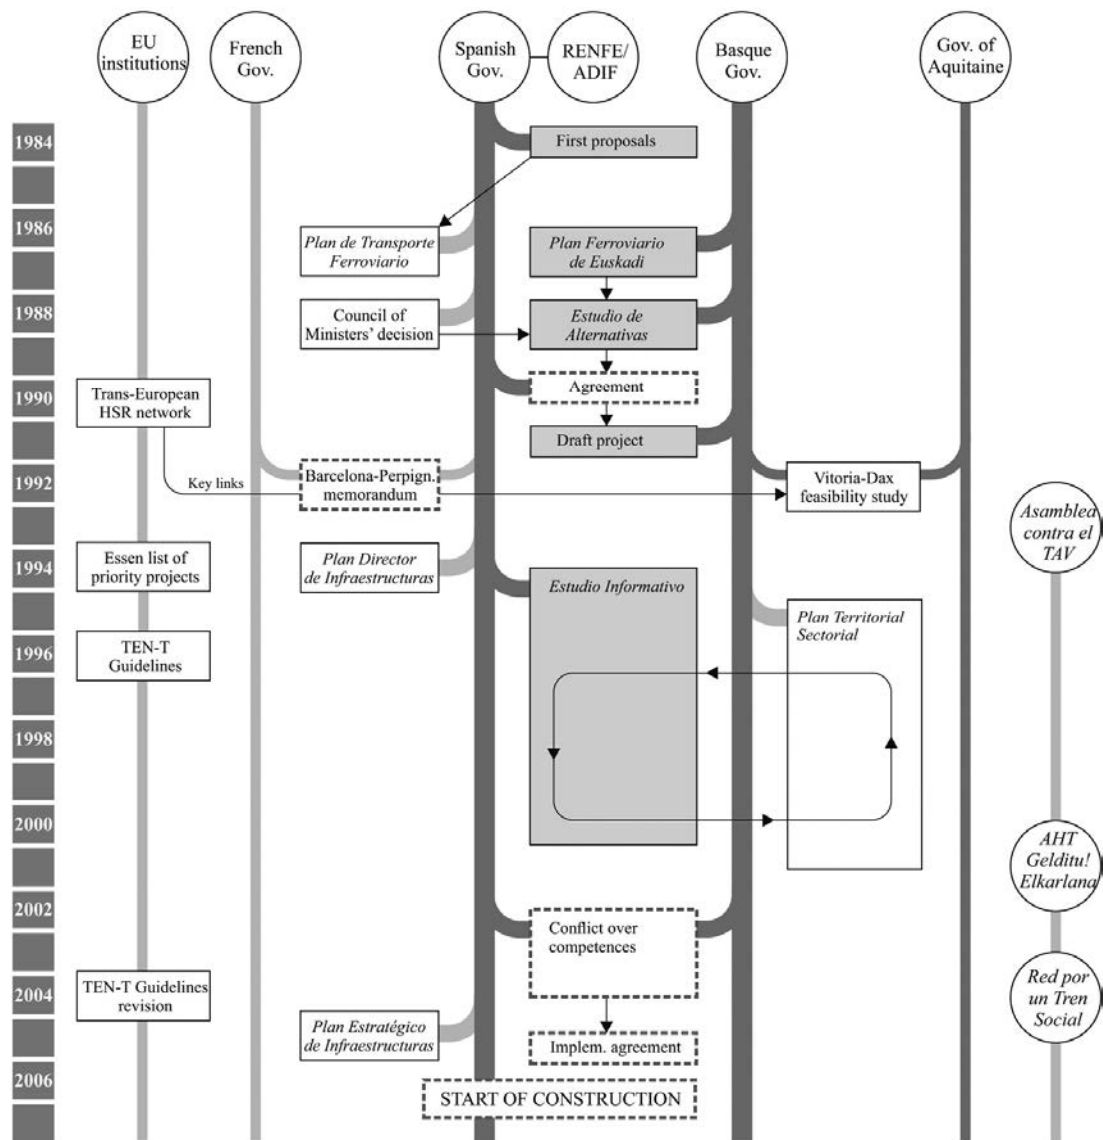 EU
institutions
French
Gov.
Spanish
Gov.
RENFE/
ADIF
Basque
Gov.
Gov. of
Aquitaine
1984
First proposals
1986
Plan de Transporte
Ferroviario
Plan Ferroviario
de Euskadi
1988
Council of
Ministers’ decision
Estudio de
Alternativas
1990
Trans-European
HSR network
Agreement
Draft project
1992
Key links
Barcelona-Perpign.
memorandum
Vitoria-Dax
feasibility study
Asamblea
contra el
TAV
1994
Essen list of
priority projects
Plan Director
de Infraestructuras
Estudio Informativo
Plan Territorial
Sectorial
1996
TEN-T
Guidelines
1998
2000
AHT
Gelditu!
Elkarlana
2002
Conflict over
competences
2004
TEN-T Guidelines
revision
Red por
un Tren
Social
Plan Estratégico
de Infraestructuras
Implem. agreement
2006
START OF CONSTRUCTION